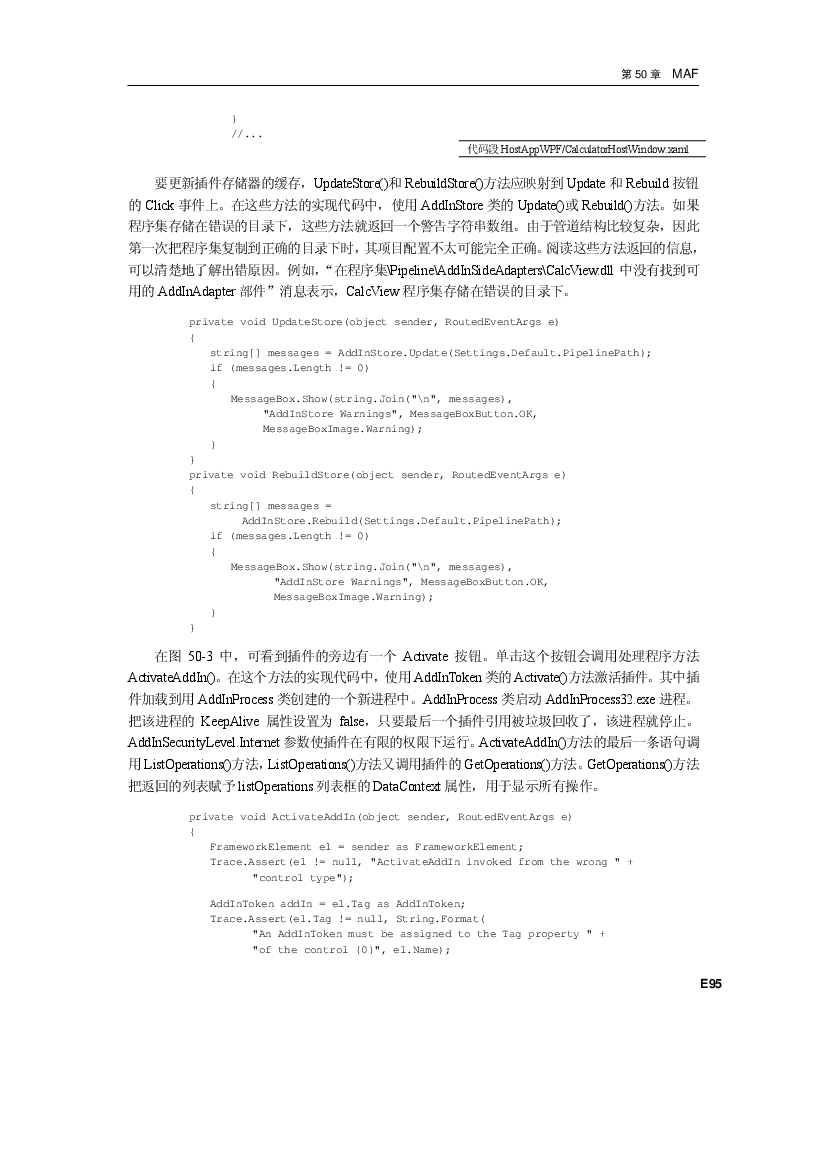 第 50 章 MAF
}
//...
代码段 HostAppWPF/CalculatorHostWindow.xaml
要更新插件存储器的缓存，UpdateStore()和 RebuildStore()方法应映射到 Update 和 Rebuild 按钮
的 Click 事件上。在这些方法的实现代码中，使用 AddInStore 类的 Update()或 Rebuild()方法。如果
程序集存储在错误的目录下，这些方法就返回一个警告字符串数组。由于管道结构比较复杂，因此
第一次把程序集复制到正确的目录下时，其项目配置不太可能完全正确。阅读这些方法返回的信息，
可以清楚地了解出错原因。例如，“在程序集\Pipeline\AddInSideAdapters\CalcView.dll 中没有找到可
用的 AddInAdapter 部件”消息表示，CalcView 程序集存储在错误的目录下。
private void UpdateStore(object sender, RoutedEventArgs e)
{
string[] messages = AddInStore.Update(Settings.Default.PipelinePath);
if (messages.Length != 0)
{
MessageBox.Show(string.Join("\n", messages),
"AddInStore Warnings", MessageBoxButton.OK,
MessageBoxImage.Warning);
}
}
private void RebuildStore(object sender, RoutedEventArgs e)
{
string[] messages =
AddInStore.Rebuild(Settings.Default.PipelinePath);
if (messages.Length != 0)
{
MessageBox.Show(string.Join("\n", messages),
"AddInStore Warnings", MessageBoxButton.OK,
MessageBoxImage.Warning);
}
}
在图 50-3 中，可看到插件的旁边有一个 Activate 按钮。单击这个按钮会调用处理程序方法
ActivateAddIn()。在这个方法的实现代码中，使用 AddInToken 类的 Activate()方法激活插件。其中插
件加载到用 AddInProcess 类创建的一个新进程中。AddInProcess 类启动 AddInProcess32.exe 进程。
把该进程的 KeepAlive 属性设置为 false，只要最后一个插件引用被垃圾回收了，该进程就停止。
AddInSecurityLevel.Internet 参数使插件在有限的权限下运行。ActivateAddIn()方法的最后一条语句调
用 ListOperations()方法，ListOperations()方法又调用插件的 GetOperations()方法。GetOperations()方法
把返回的列表赋予 listOperations 列表框的 DataContext 属性，用于显示所有操作。
private void ActivateAddIn(object sender, RoutedEventArgs e)
{
FrameworkElement el = sender as FrameworkElement;
Trace.Assert(el != null, "ActivateAddIn invoked from the wrong " +
"control type");
AddInToken addIn = el.Tag as AddInToken;
Trace.Assert(el.Tag != null, String.Format(
"An AddInToken must be assigned to the Tag property " +
"of the control {0}", el.Name);
E95